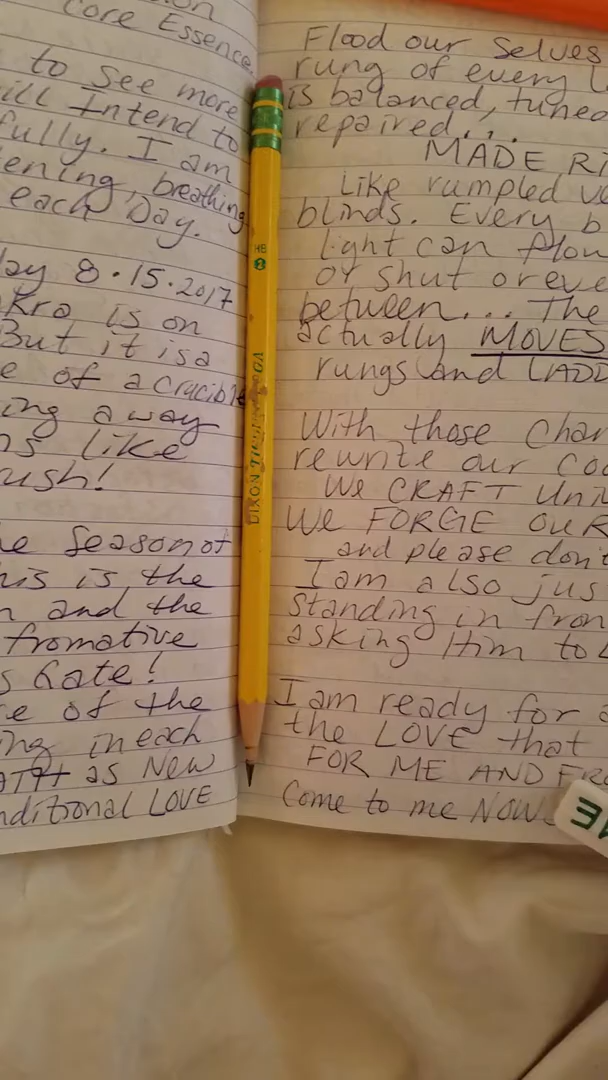 Core Essence.
to see more
ill Intend to
fully. I am
ening, breathing
each Day.
ay 8.15.2017
Kra is on
But it is a
e of a crucible
ing away
ns like
ush!
he season of
his is the
n and the
fromative
s Gate!
e of the
ing in each
as New
nditional LOVE
HB
2
DIXON TICONDEROGA
Flood our selves
rung of every L
is balanced, tuned
repaired...
MADE RI
Like rumpled ve
blinds. Every b
light can flow
or shut or eve
between... The
actually MOVES
rungs and LADD
With those Chan
rewrite our Co
We CRAFT Uni
We FORGE OUR
and please don't
I am also jus
standing in fron
asking Him to L
I am ready for a
the LOVE that
FOR ME AND FRO
Come to me NOW
ME